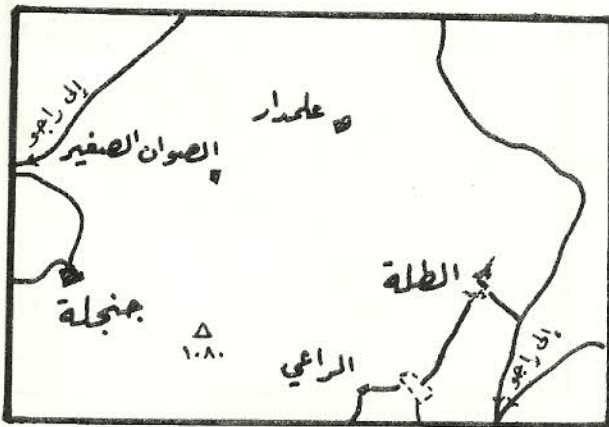 إلى راجو
علمدار
الصوان الصغير
الطلة
جنجلة
١٠٨٠
الراعي
إلى راجو